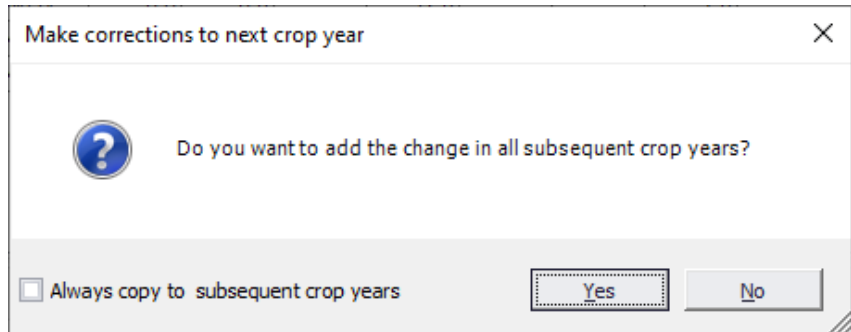 Make corrections to next crop year
Do you want to add the change in all subsequent crop years?
Always copy to  subsequent crop years
Yes
No